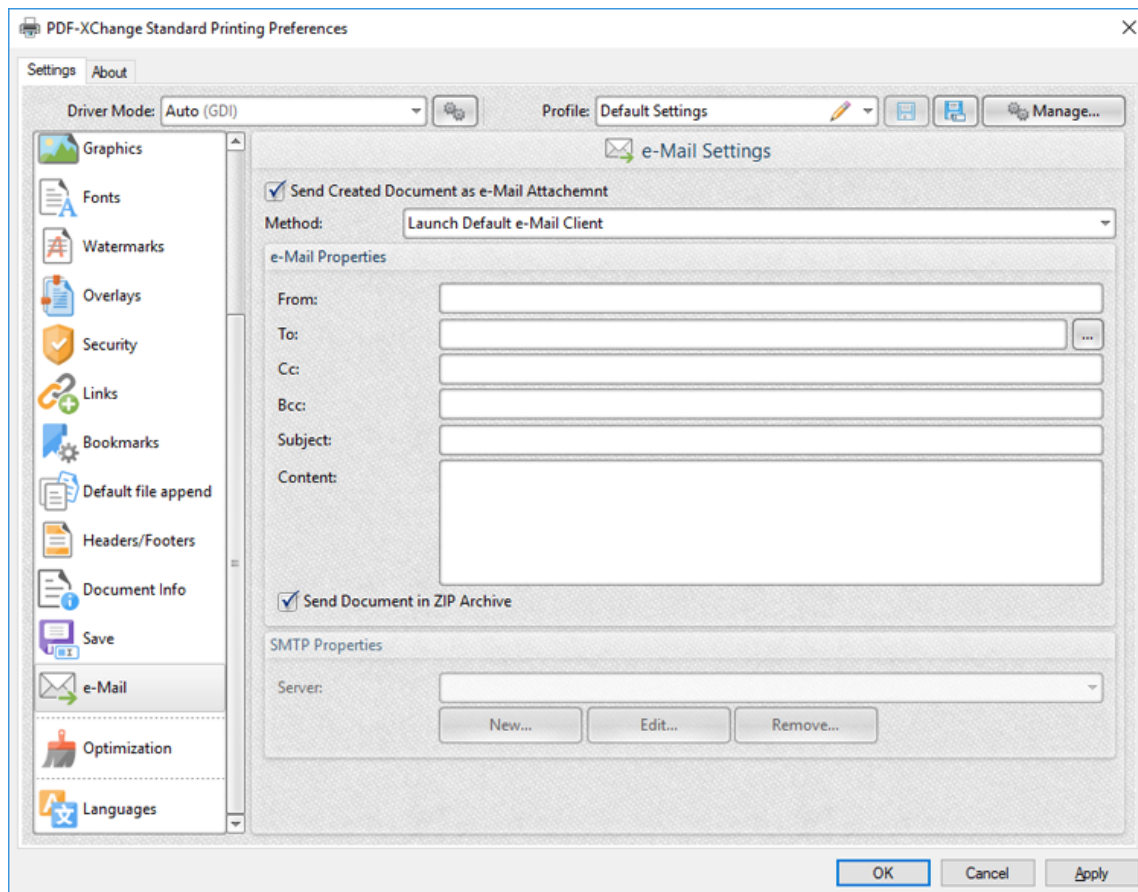 PDF-XChange Standard Printing Preferences
Settings About
Driver Mode: Auto (GDI) Profile: Default Settings Manage...
Graphics
Fonts
Watermarks
Overlays
Security
Links
Bookmarks
Default file append
Headers/Footers
Document Info
Save
e-Mail
Optimization
Languages
e-Mail Settings
Send Created Document as e-Mail Attachemnt
Method: Launch Default e-Mail Client
e-Mail Properties
From:
To: ...
Cc:
Bcc:
Subject:
Content:
Send Document in ZIP Archive
SMTP Properties
Server:
New... Edit... Remove...
OK Cancel Apply